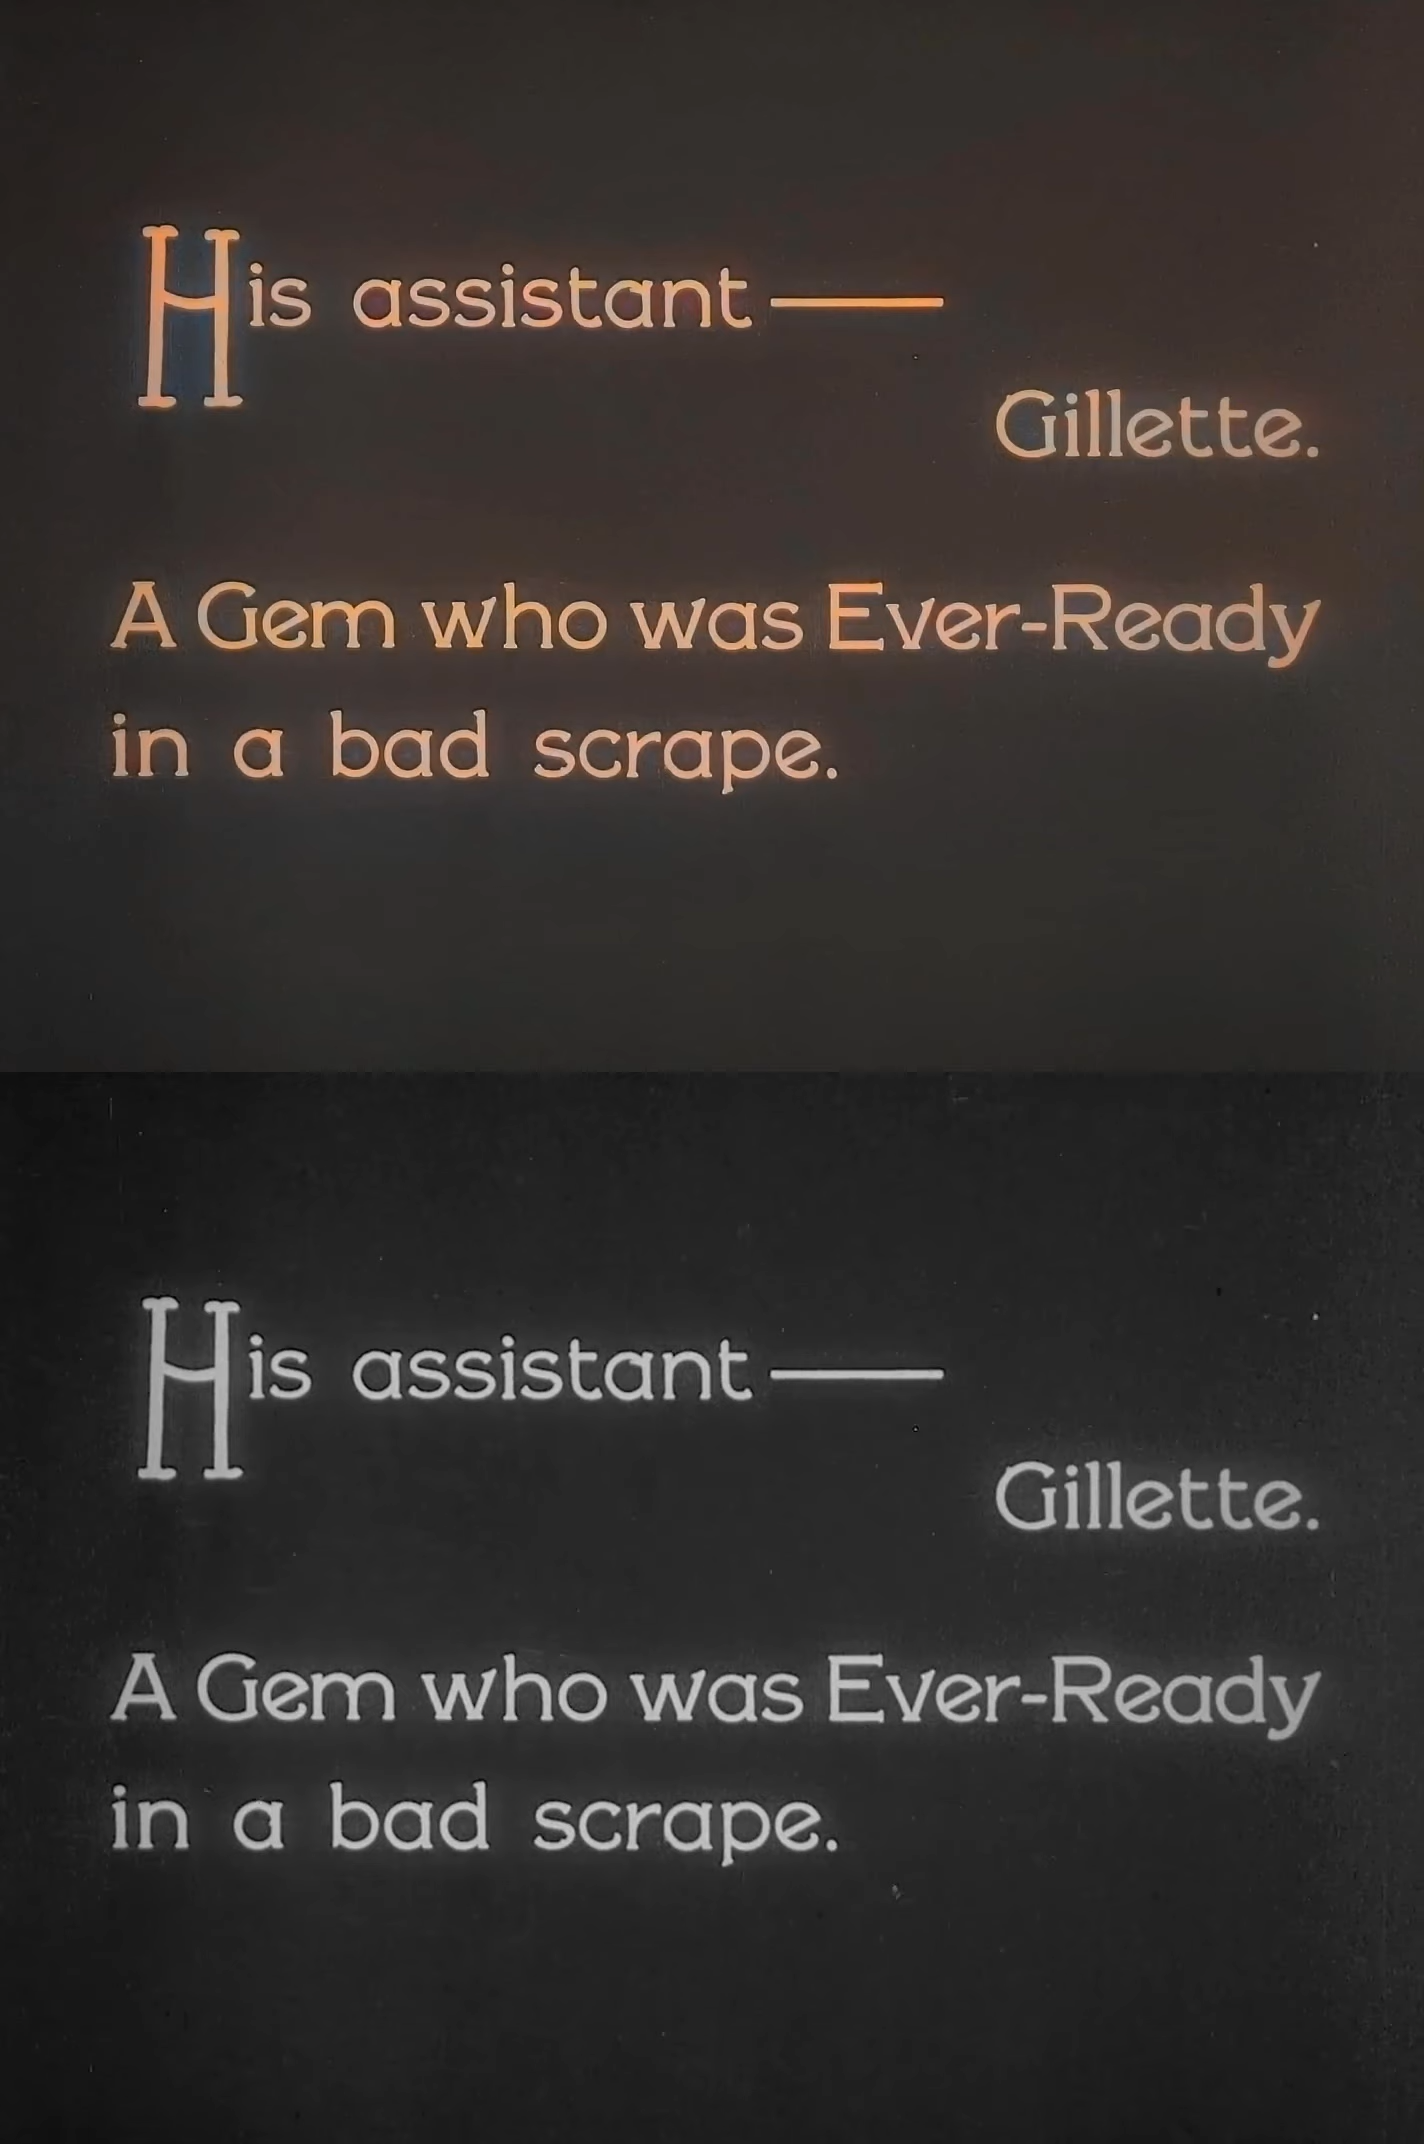 His assistant —
Gillette.
A Gem who was Ever-Ready
in a bad scrape.
His assistant —
Gillette.
A Gem who was Ever-Ready
in a bad scrape.